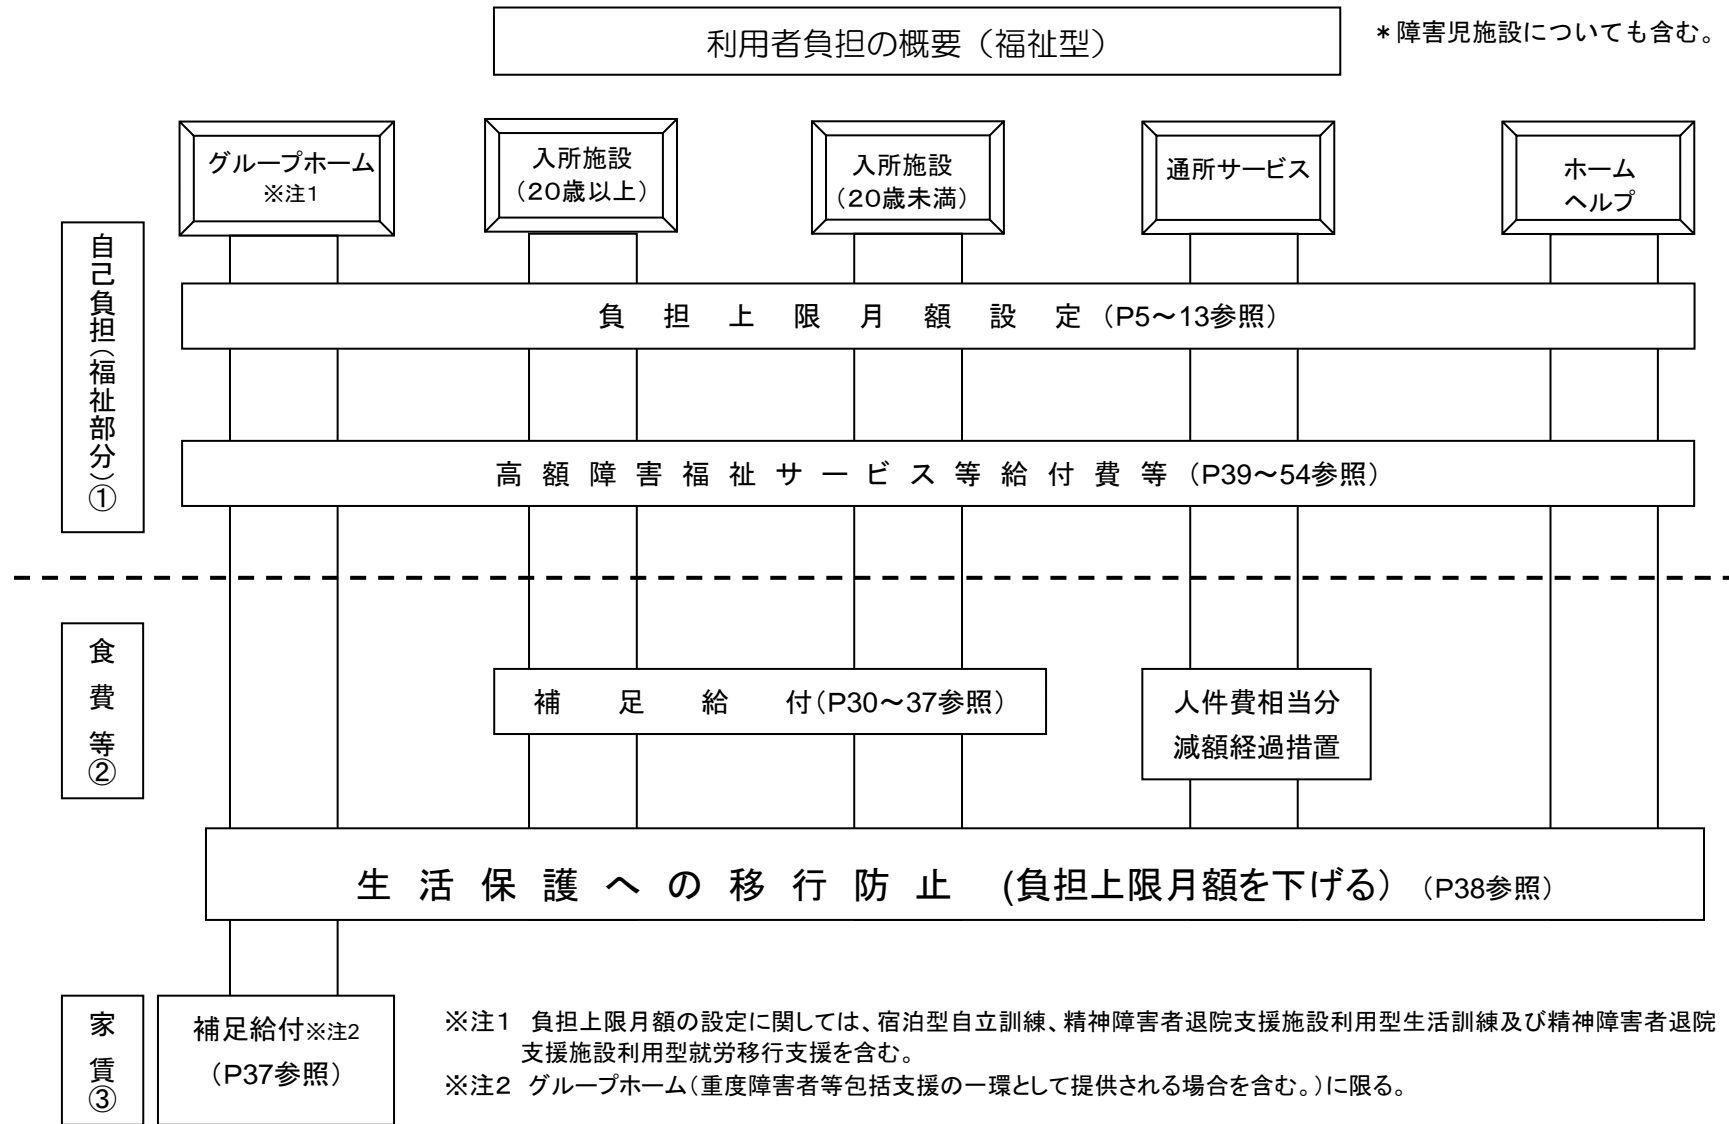 利用者負担の概要（福祉型）
＊障害児施設についても含む。
グループホーム
※注1
入所施設
（20歳以上）
入所施設
（20歳未満）
通所サービス
ホーム
ヘルプ
自己負担（福祉部分）①
負担上限月額設定（P5～13参照）
高額障害福祉サービス等給付費等（P39～54参照）
食費等②
補足給付（P30～37参照）
人件費相当分
減額経過措置
生活保護への移行防止 (負担上限月額を下げる）（P38参照）
家賃③
補足給付※注2
（P37参照）
※注1 負担上限月額の設定に関しては、宿泊型自立訓練、精神障害者退院支援施設利用型生活訓練及び精神障害者退院
支援施設利用型就労移行支援を含む。
※注2 グループホーム（重度障害者等包括支援の一環として提供される場合を含む。）に限る。